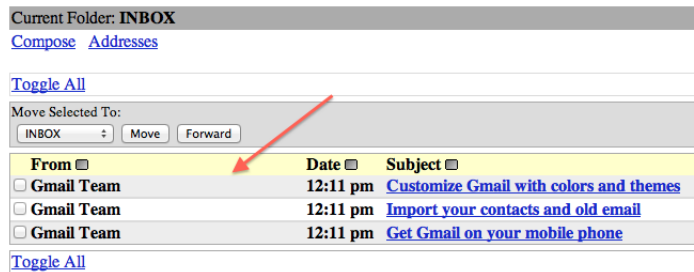 Current Folder: INBOX
Compose Addresses
Toggle All
Move Selected To:
INBOX Move Forward
From Date Subject
Gmail Team 12:11 pm Customize Gmail with colors and themes
Gmail Team 12:11 pm Import your contacts and old email
Gmail Team 12:11 pm Get Gmail on your mobile phone
Toggle All